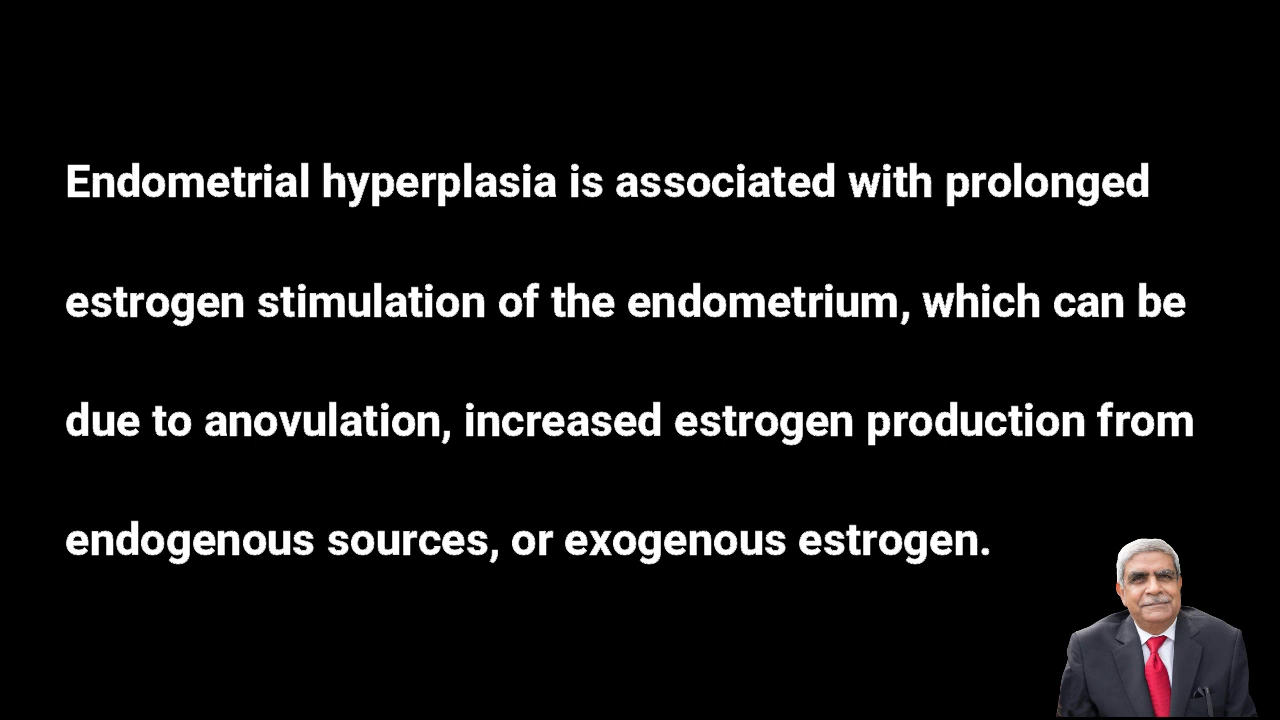 Endometrial hyperplasia is associated with prolonged
estrogen stimulation of the endometrium, which can be
due to anovulation, increased estrogen production from
endogenous sources, or exogenous estrogen.